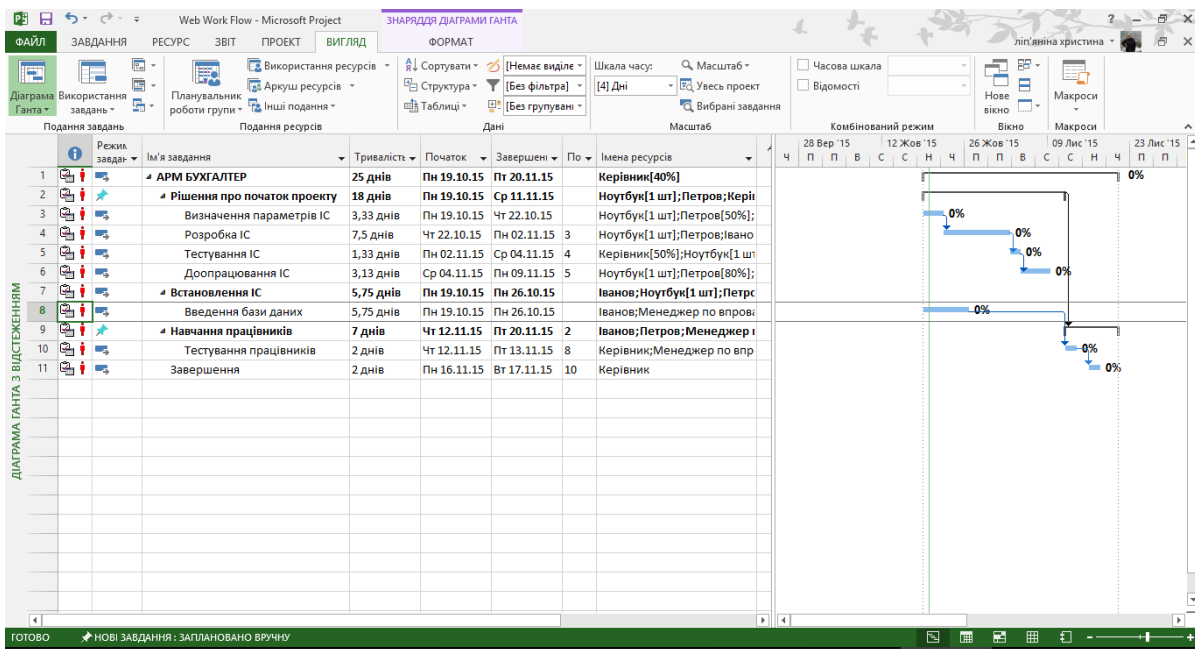 Web Work Flow - Microsoft Project
ЗНАРЯДДЯ ДІАГРАМИ ГАНТА
ФАЙЛ ЗАВДАННЯ РЕСУРС ЗВІТ ПРОЕКТ ВИГЛЯД ФОРМАТ
ліп'яніна христина
Діаграма Ганта
Використання завдань
Планувальник роботи групи
Використання ресурсів
Аркуш ресурсів
Інші подання
Сортувати
Структура
Таблиці
[Немає виділе
[Без фільтра]
[Без групуванн
Шкала часу:
[4] Дні
Масштаб
Увесь проект
Вибрані завдання
Часова шкала
Відомості
Нове вікно
Макроси
Подання завдань Подання ресурсів Дані Масштаб Комбінований режим Вікно Макроси
Режим завдан Ім'я завдання Тривалість Початок Завершенн По Імена ресурсів
28 Вер '15 12 Жов '15 26 Жов '15 09 Лис '15 23 Лис '15
Ч П П В С С Н Ч П П В С С Н Ч П П
1 АРМ БУХГАЛТЕР 25 днів Пн 19.10.15 Пт 20.11.15 Керівник[40%] 0%
2 Рішення про початок проекту 18 днів Пн 19.10.15 Ср 11.11.15 Ноутбук[1 шт];Петров;Керів
3 Визначення параметрів ІС 3,33 днів Пн 19.10.15 Чт 22.10.15 Ноутбук[1 шт];Петров[50%]; 0%
4 Розробка ІС 7,5 днів Чт 22.10.15 Пн 02.11.15 3 Ноутбук[1 шт];Петров;Івано 0%
5 Тестування ІС 1,33 днів Пн 02.11.15 Ср 04.11.15 4 Керівник[50%];Ноутбук[1 шт 0%
6 Доопрацювання ІС 3,13 днів Ср 04.11.15 Пн 09.11.15 5 Ноутбук[1 шт];Петров[80%]; 0%
7 Встановлення ІС 5,75 днів Пн 19.10.15 Пн 26.10.15 Іванов;Ноутбук[1 шт];Петро
8 Введення бази даних 5,75 днів Пн 19.10.15 Пн 26.10.15 Іванов;Менеджер по впрова 0%
9 Навчання працівників 7 днів Чт 12.11.15 Пт 20.11.15 2 Іванов;Петров;Менеджер
10 Тестування працівників 2 днів Чт 12.11.15 Пт 13.11.15 8 Керівник;Менеджер по впр 0%
11 Завершення 2 днів Пн 16.11.15 Вт 17.11.15 10 Керівник 0%
ДІАГРАМА ГАНТА З ВІДСТЕЖЕННЯМ
ГОТОВО НОВІ ЗАВДАННЯ : ЗАПЛАНОВАНО ВРУЧНУ